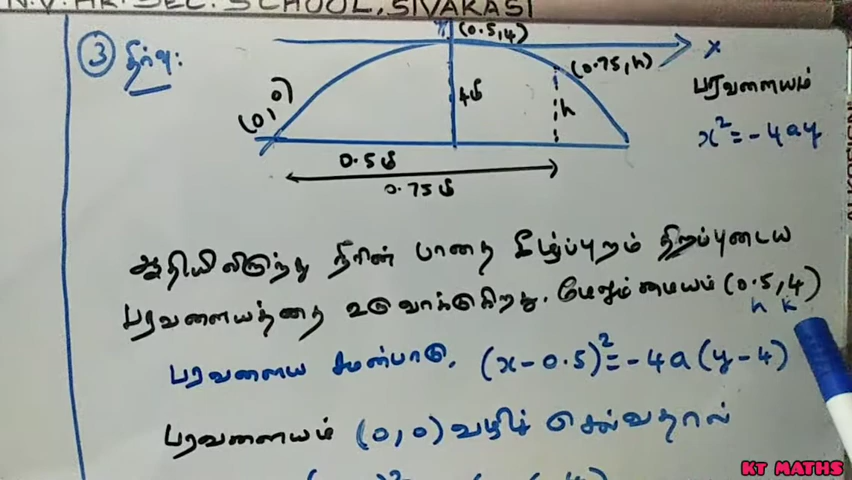 N.V.HR.SEC.SCHOOL, SIVAKASI
③ தீர்வு:
(0.5,4)
x
(0.75,h)
பரவளையம்
(0,0)
4மீ
h
x² = -4ay
0.5மீ
0.75மீ
ஆதியிலிருந்து நீரின் பாதை கீழ்ப்புறம் திறப்புடைய
பரவளையத்தை உருவாக்குகிறது. மேலும் மையம் (0.5,4)
h k
பரவளைய சமன்பாடு, (x-0.5)² = -4a(y-4)
பரவளையம் (0,0) வழிச் செல்வதால்
KT MATHS